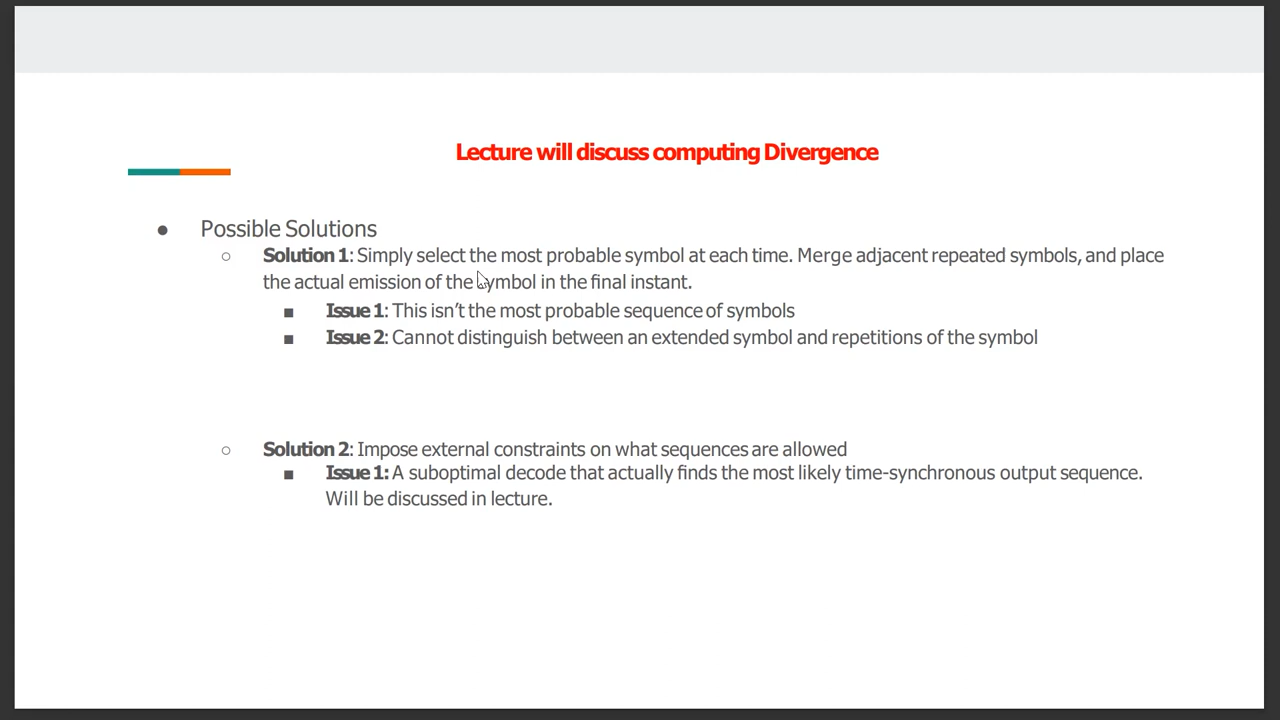 Lecture will discuss computing Divergence
● Possible Solutions
○ Solution 1: Simply select the most probable symbol at each time. Merge adjacent repeated symbols, and place
the actual emission of the symbol in the final instant.
■ Issue 1: This isn't the most probable sequence of symbols
■ Issue 2: Cannot distinguish between an extended symbol and repetitions of the symbol
○ Solution 2: Impose external constraints on what sequences are allowed
■ Issue 1: A suboptimal decode that actually finds the most likely time-synchronous output sequence.
Will be discussed in lecture.